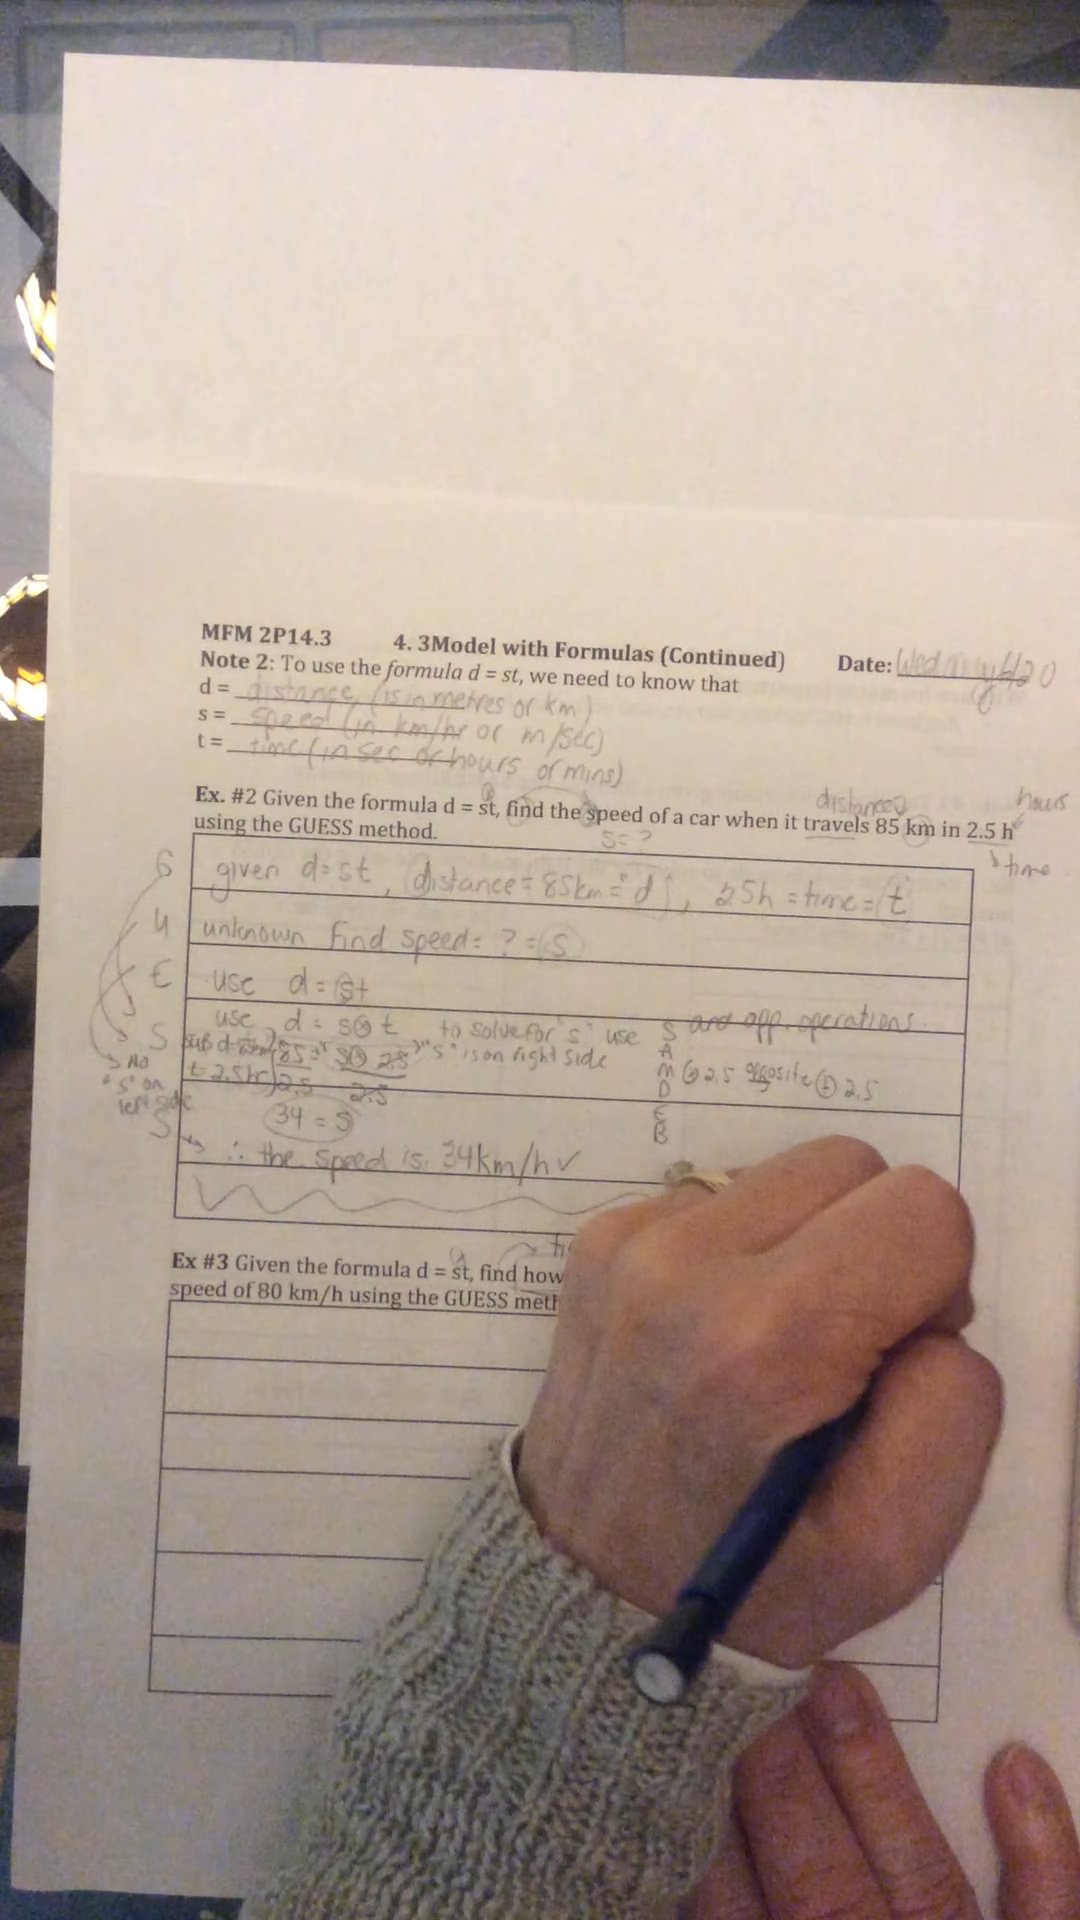 MFM 2P14.3 4. 3Model with Formulas (Continued) Date:
Note 2: To use the formula d = st, we need to know that
d = distance (is in metres or km)
s = speed (in km/hr or m/sec)
t = time (in sec or hours or mins)
distance hours
Ex. #2 Given the formula d = st, find the speed of a car when it travels 85 km in 2.5 h
using the GUESS method. s = ?
time
G given d=st, distance = 85km = d, 25h = time = t
U unknown find speed = ? = s
E use d = st
S use d = s t to solve for "s" use S and opp. operations
sub d=85km 85 = s 2.5 "s" is on right side A
t=2.5hr 2.5 2.5 M 2.5 opposite 2.5
D
No "s" on left side
34 = s E
B
S ∴ the speed is 34km/h ✓
Ex #3 Given the formula d = st, find how
speed of 80 km/h using the GUESS meth